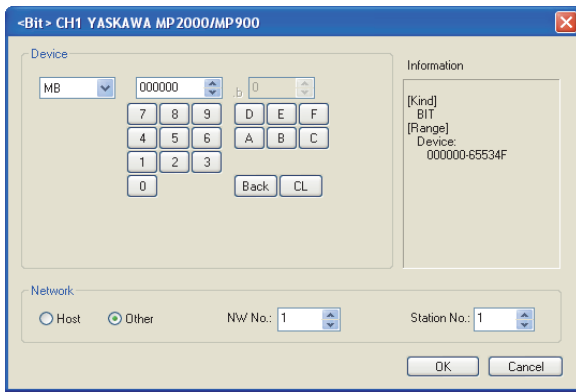 <Bit> CH1 YASKAWA MP2000/MP900
Device
MB 000000 .b 0
7 8 9 D E F
4 5 6 A B C
1 2 3
0 Back CL
Information
[Kind]
BIT
[Range]
Device:
000000-65534F
Network
Host Other NW No.: 1 Station No.: 1
OK Cancel